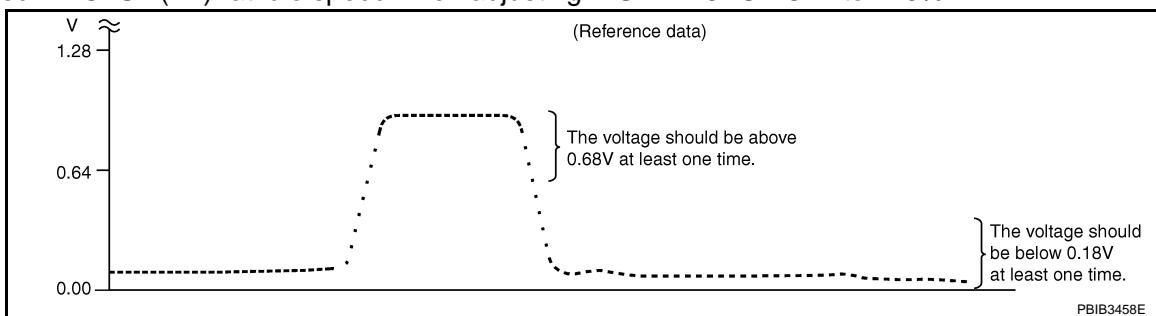 V
(Reference data)
1.28
The voltage should be above
0.68V at least one time.
0.64
The voltage should
be below 0.18V
at least one time.
0.00
PBIB3458E